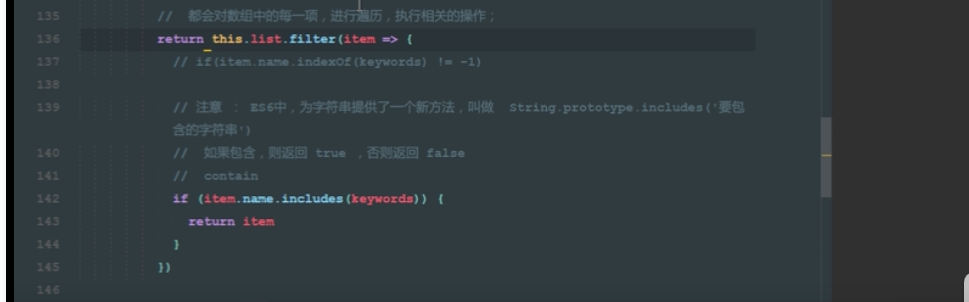 135 // 都会对数组中的每一项，进行遍历，执行相关的操作；
136 return this.list.filter(item => {
137 // if(item.name.indexOf(keywords) != -1)
138
139 // 注意 ： ES6中，为字符串提供了一个新方法，叫做 String.prototype.includes('要包
含的字符串')
140 // 如果包含，则返回 true ，否则返回 false
141 // contain
142 if (item.name.includes(keywords)) {
143 return item
144 }
145 })
146